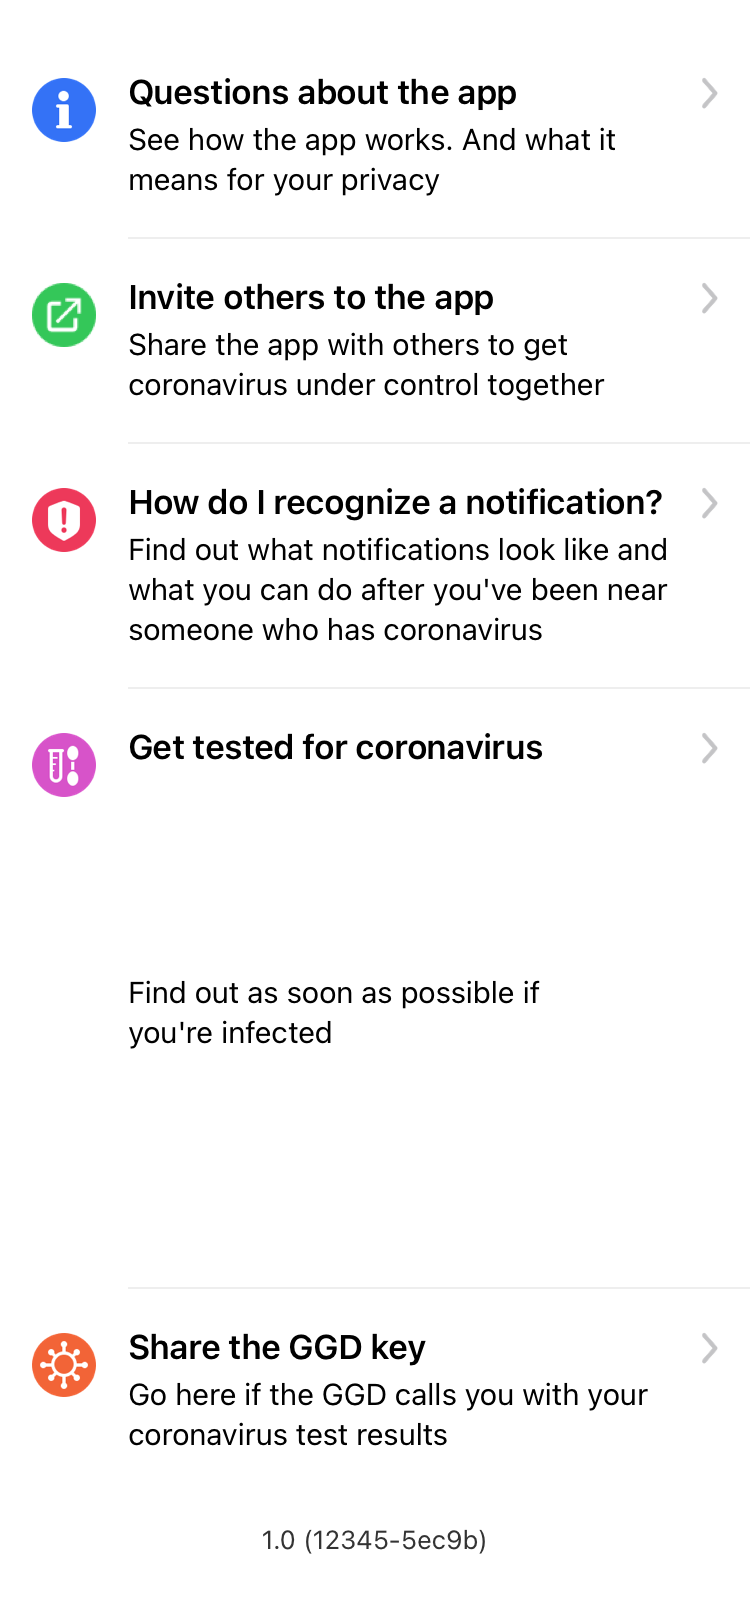 Questions about the app
See how the app works. And what it
means for your privacy
Invite others to the app
Share the app with others to get
coronavirus under control together
How do I recognize a notification?
Find out what notifications look like and
what you can do after you've been near
someone who has coronavirus
Get tested for coronavirus
Find out as soon as possible if
you're infected
Share the GGD key
Go here if the GGD calls you with your
coronavirus test results
1.0 (12345-5ec9b)